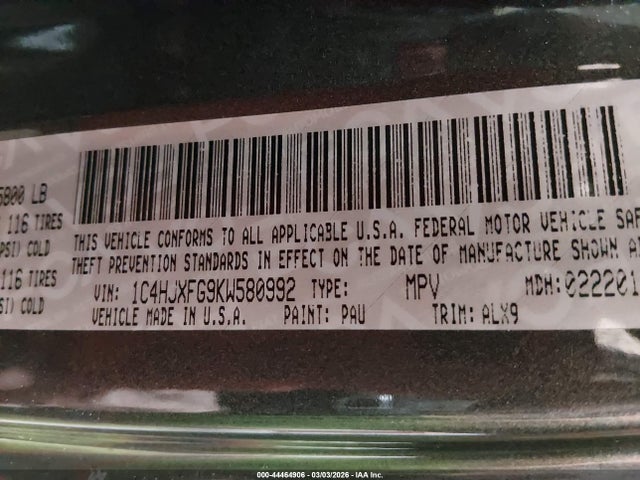 5800 LB
116 TIRES
PSI) COLD
116 TIRES
SI) COLD
THIS VEHICLE CONFORMS TO ALL APPLICABLE U.S.A. FEDERAL MOTOR VEHICLE SAF
THEFT PREVENTION STANDARDS IN EFFECT ON THE DATE OF MANUFACTURE SHOWN A
VIN: 1C4HJXFG9KW580992 TYPE: MPV MDH:022201
VEHICLE MADE IN U.S.A. PAINT: PAU TRIM: ALX9
000-44464906 - 03/03/2026 - IAA Inc.